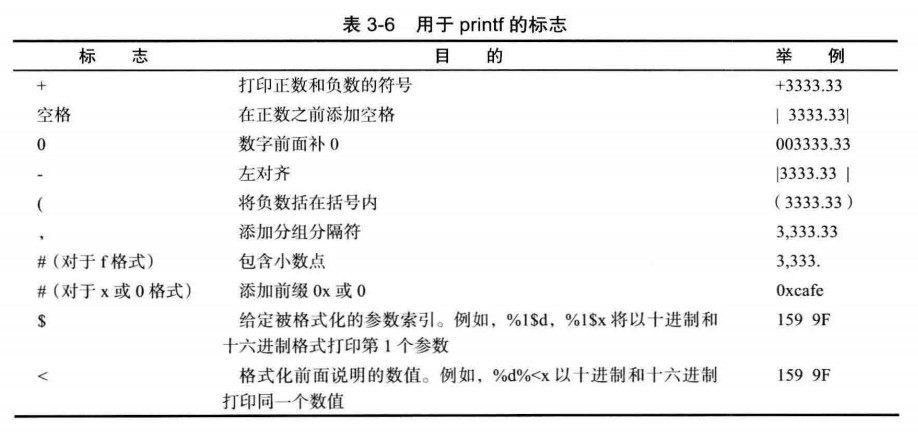 表 3-6 用于 printf 的标志
标 志 目 的 举 例
+ 打印正数和负数的符号 +3333.33
空格 在正数之前添加空格 | 3333.33|
0 数字前面补 0 003333.33
- 左对齐 |3333.33 |
( 将负数括在括号内 (3333.33)
, 添加分组分隔符 3,333.33
# (对于 f 格式) 包含小数点 3,333.
# (对于 x 或 0 格式) 添加前缀 0x 或 0 0xcafe
$ 给定被格式化的参数索引。例如，%1$d，%1$x 将以十进制和 159 9F
十六进制格式打印第 1 个参数
< 格式化前面说明的数值。例如，%d%<x 以十进制和十六进制 159 9F
打印同一个数值